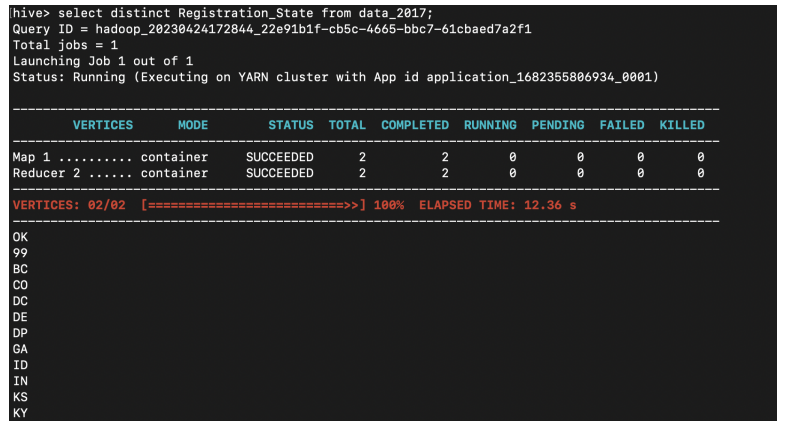 hive> select distinct Registration_State from data_2017;
Query ID = hadoop_20230424172844_22e91b1f-cb5c-4665-bbc7-61cbaed7a2f1
Total jobs = 1
Launching Job 1 out of 1
Status: Running (Executing on YARN cluster with App id application_1682355806934_0001)
----------------------------------------------------------------------------------------------
VERTICES MODE STATUS TOTAL COMPLETED RUNNING PENDING FAILED KILLED
----------------------------------------------------------------------------------------------
Map 1 .......... container SUCCEEDED 2 2 0 0 0 0
Reducer 2 ...... container SUCCEEDED 2 2 0 0 0 0
----------------------------------------------------------------------------------------------
VERTICES: 02/02 [==========================>>] 100% ELAPSED TIME: 12.36 s
----------------------------------------------------------------------------------------------
OK
99
BC
CO
DC
DE
DP
GA
ID
IN
KS
KY